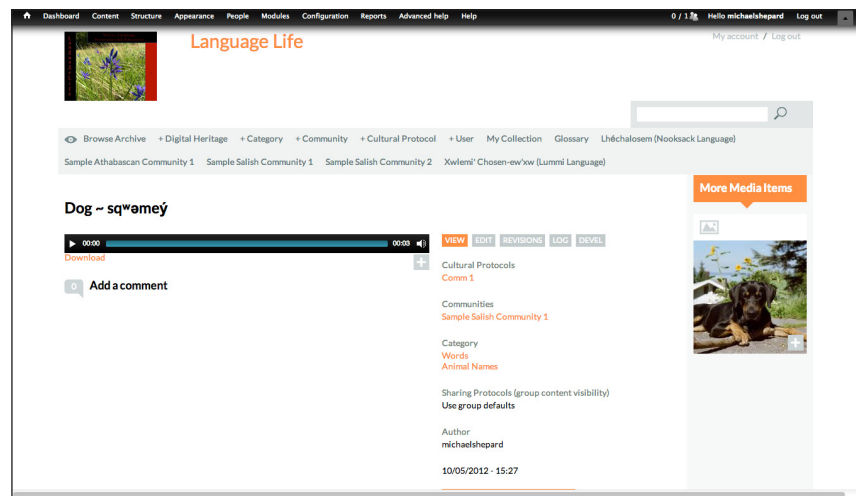 Dashboard Content Structure Appearance People Modules Configuration Reports Advanced help Help 0 / 1 Hello michaelshepard Log out
Language Life
My account / Log out
Browse Archive + Digital Heritage + Category + Community + Cultural Protocol + User My Collection Glossary Lhéchalosem (Nooksack Language)
Sample Athabascan Community 1 Sample Salish Community 1 Sample Salish Community 2 Xwlemi' Chosen-ew'xw (Lummi Language)
More Media Items
Dog ~ sqʷəmeý
00:00 00:03
Download
VIEW EDIT REVISIONS LOG DEVEL
0 Add a comment
Cultural Protocols
Comm 1
Communities
Sample Salish Community 1
Category
Words
Animal Names
Sharing Protocols (group content visibility)
Use group defaults
Author
michaelshepard
10/05/2012 - 15:27